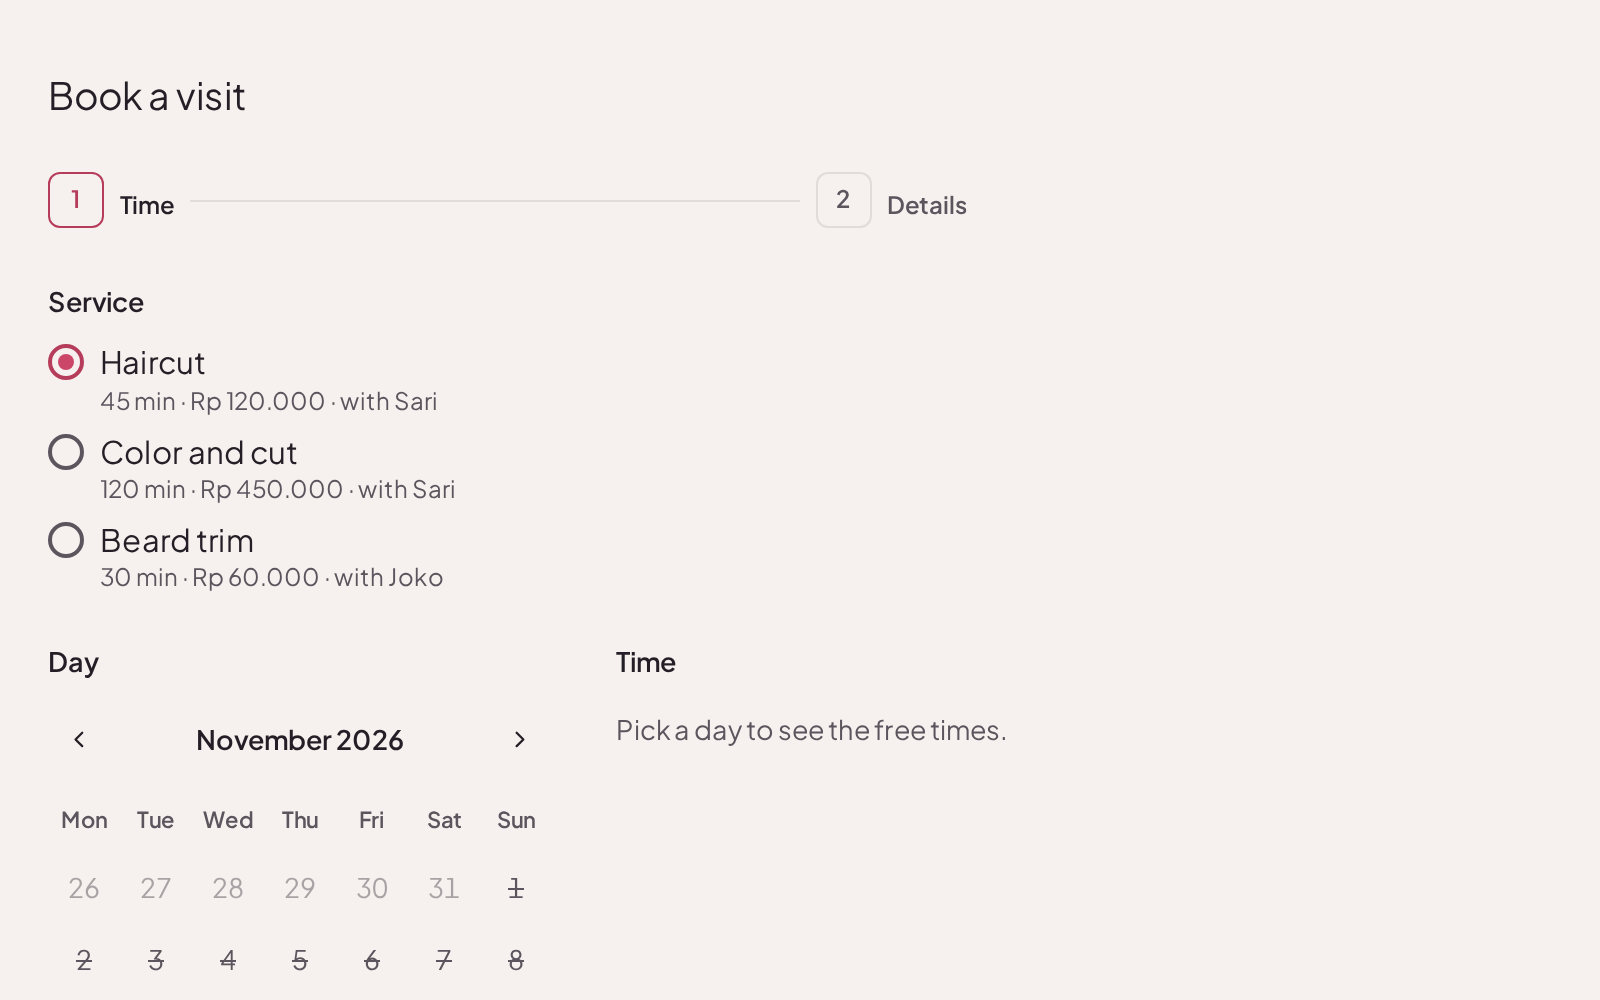 Book a visit
1 Time 2 Details
Service
Haircut
45 min · Rp 120.000 · with Sari
Color and cut
120 min · Rp 450.000 · with Sari
Beard trim
30 min · Rp 60.000 · with Joko
Day
November 2026
Mon Tue Wed Thu Fri Sat Sun
26 27 28 29 30 31 1
2 3 4 5 6 7 8
Time
Pick a day to see the free times.